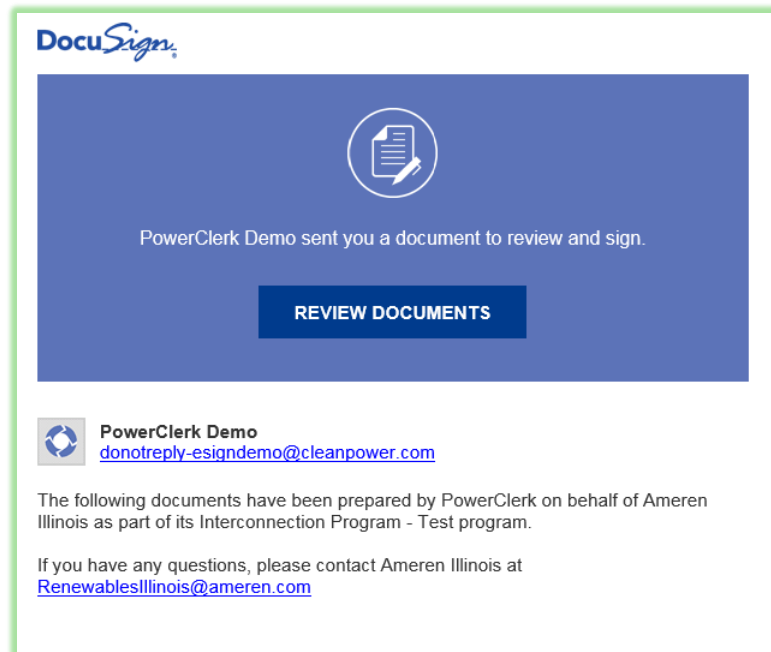 DocuSign
PowerClerk Demo sent you a document to review and sign.
REVIEW DOCUMENTS
PowerClerk Demo
donotreply-esigndemo@cleanpower.com
The following documents have been prepared by PowerClerk on behalf of Ameren
Illinois as part of its Interconnection Program - Test program.
If you have any questions, please contact Ameren Illinois at
RenewablesIllinois@ameren.com